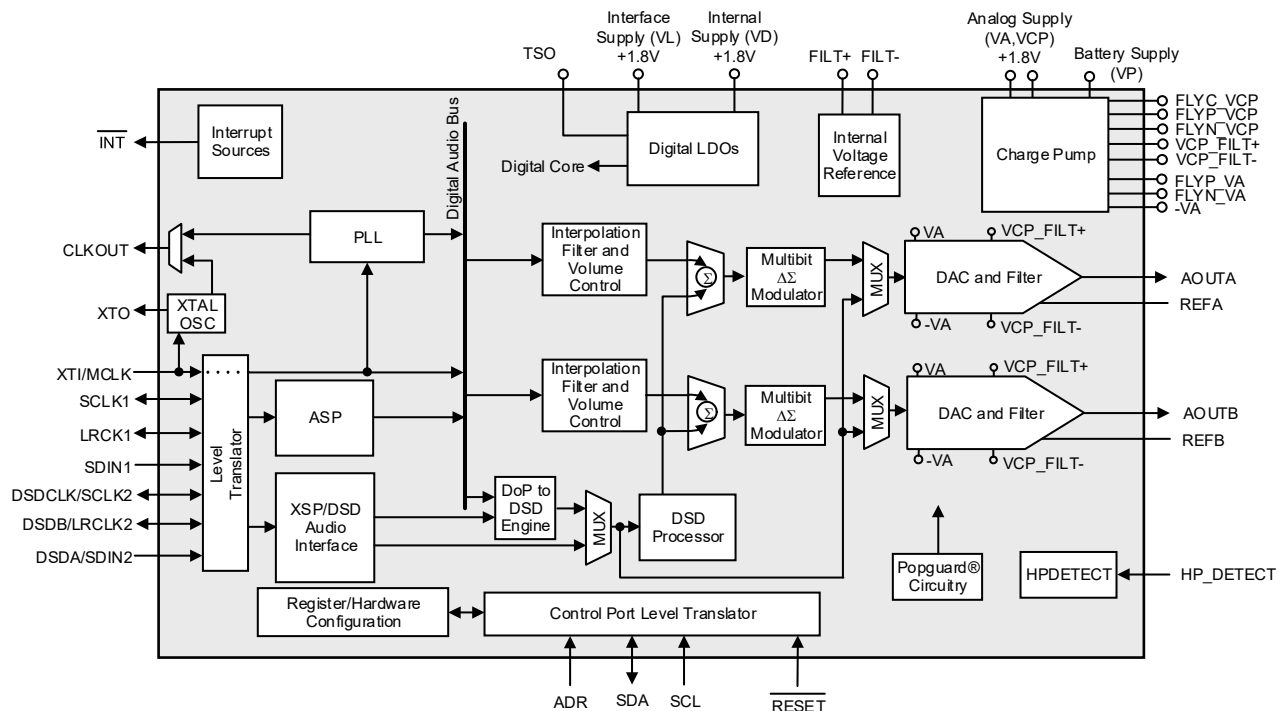 Interface
Supply (VL)
+1.8V
Internal
Supply (VD)
+1.8V
Analog Supply
(VA,VCP)
+1.8V
Battery Supply
(VP)
TSO
FILT+
FILT-
INT
Interrupt
Sources
Digital Audio Bus
Digital LDOs
Digital Core
Internal
Voltage
Reference
Charge Pump
FLYC_VCP
FLYP_VCP
FLYN_VCP
VCP_FILT+
VCP_FILT-
FLYP_VA
FLYN_VA
-VA
CLKOUT
PLL
XTO
XTAL
OSC
Interpolation
Filter and
Volume
Control
Σ
Multibit
ΔΣ
Modulator
MUX
VA
VCP_FILT+
DAC and Filter
-VA
VCP_FILT-
AOUTA
REFA
XTI/MCLK
SCLK1
LRCK1
SDIN1
DSDCLK/SCLK2
DSDB/LRCLK2
DSDA/SDIN2
Level
Translator
ASP
XSP/DSD
Audio
Interface
Interpolation
Filter and
Volume
Control
Σ
Multibit
ΔΣ
Modulator
MUX
VA
VCP_FILT+
DAC and Filter
-VA
VCP_FILT-
AOUTB
REFB
DoP to
DSD
Engine
MUX
DSD
Processor
Popguard®
Circuitry
HPDETECT
HP_DETECT
Register/Hardware
Configuration
Control Port Level Translator
ADR
SDA
SCL
RESET